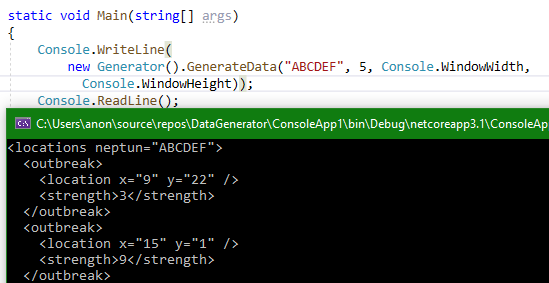 static void Main(string[] args)
{
    Console.WriteLine(
        new Generator().GenerateData("ABCDEF", 5, Console.WindowWidth,
          Console.WindowHeight));
    Console.ReadLine();
C:\Users\anon\source\repos\DataGenerator\ConsoleApp1\bin\Debug\netcoreapp3.1\ConsoleAp
<locations neptun="ABCDEF">
  <outbreak>
    <location x="9" y="22" />
    <strength>3</strength>
  </outbreak>
  <outbreak>
    <location x="15" y="1" />
    <strength>9</strength>
  </outbreak>